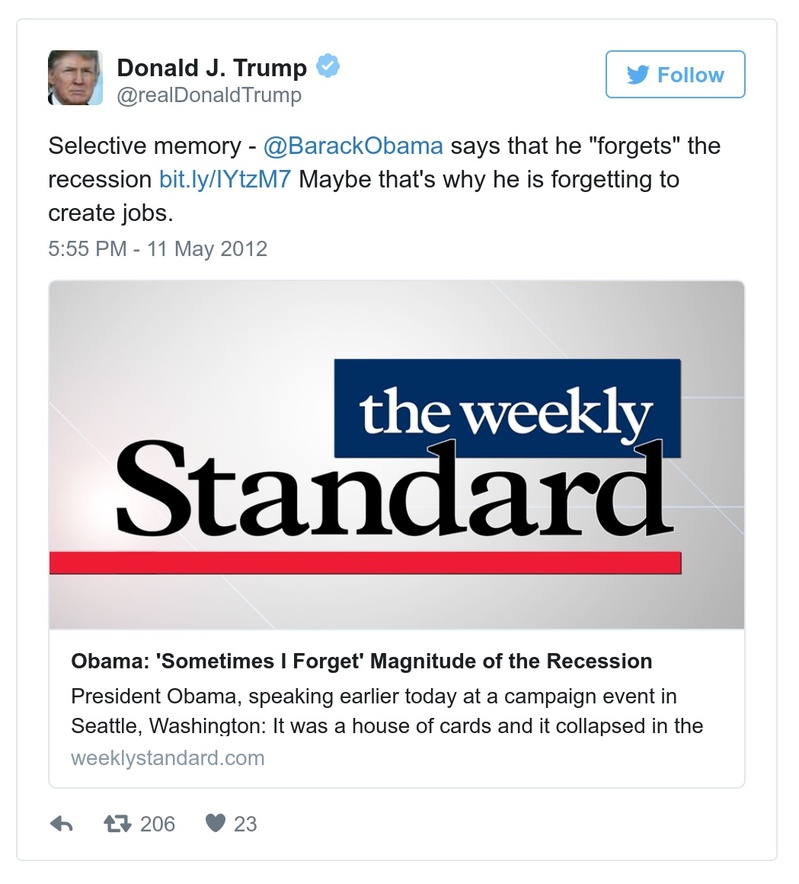 Donald J. Trump
@realDonaldTrump
Follow
Selective memory - @BarackObama says that he "forgets" the
recession bit.ly/IYtzM7 Maybe that's why he is forgetting to
create jobs.
5:55 PM - 11 May 2012
the weekly
Standard
Obama: 'Sometimes I Forget' Magnitude of the Recession
President Obama, speaking earlier today at a campaign event in
Seattle, Washington: It was a house of cards and it collapsed in the
weeklystandard.com
206 23